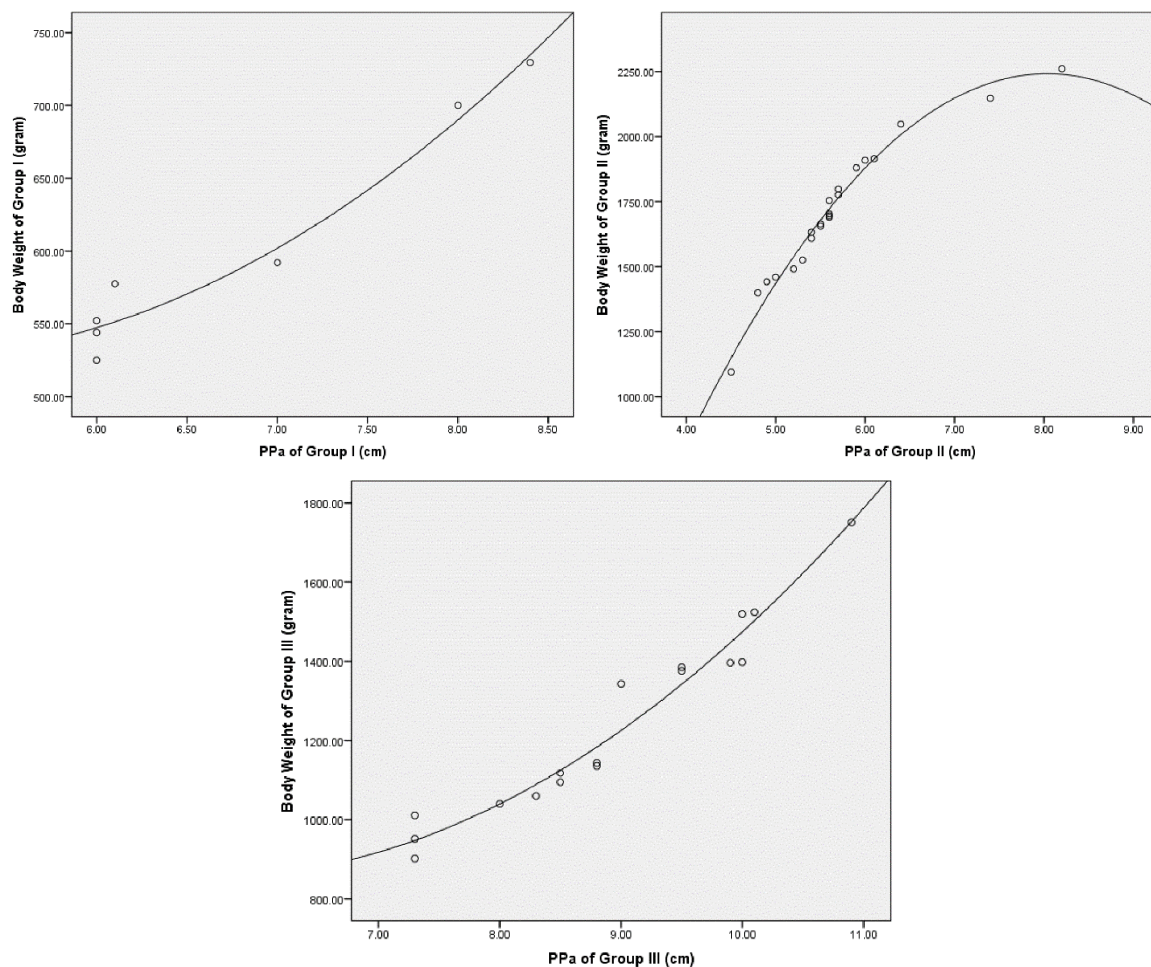 750.00
700.00
650.00
600.00
550.00
500.00
Body Weight of Group I (gram)
6.00 6.50 7.00 7.50 8.00 8.50
PPa of Group I (cm)
2250.00
2000.00
1750.00
1500.00
1250.00
1000.00
Body Weight of Group II (gram)
4.00 5.00 6.00 7.00 8.00 9.00
PPa of Group II (cm)
1800.00
1600.00
1400.00
1200.00
1000.00
800.00
Body Weight of Group III (gram)
7.00 8.00 9.00 10.00 11.00
PPa of Group III (cm)